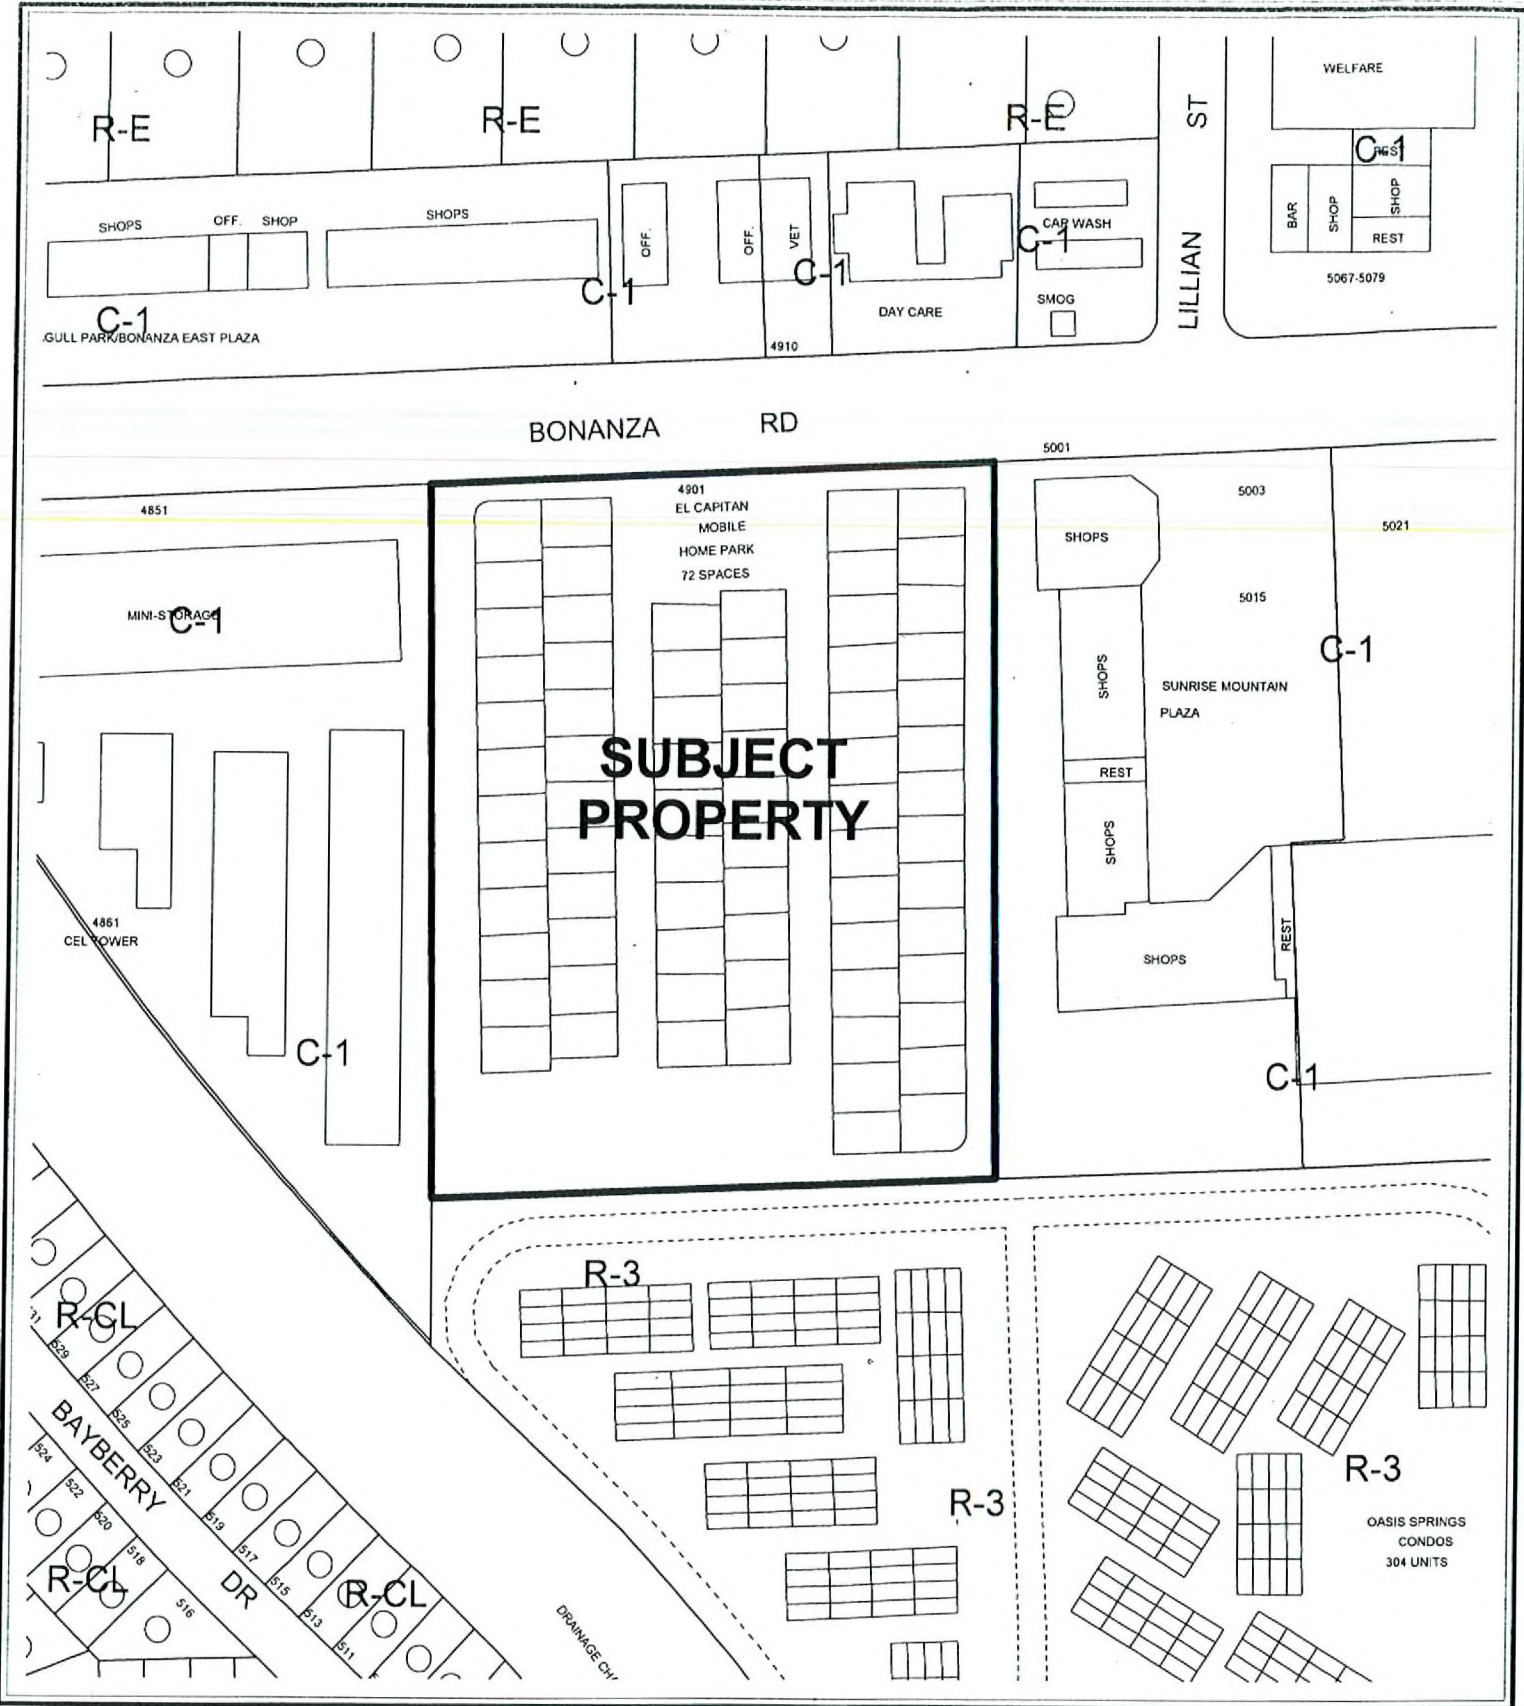 WELFARE
ST
R-E
R-E
R-E
C-1
SHOP
BAR
SHOP
REST
5067-5079
SHOPS
OFF.
SHOP
SHOPS
OFF.
OFF.
VET
CAR WASH
C-1
LILLIAN
C-1
C-1
C-1
SMOG
DAY CARE
GULL PARK/BONANZA EAST PLAZA
4910
BONANZA RD
5001
4851
4901
EL CAPITAN
MOBILE
HOME PARK
72 SPACES
5003
5021
SHOPS
5015
MINI-STORAGE
C-1
C-1
SHOPS
SUNRISE MOUNTAIN
PLAZA
SUBJECT
PROPERTY
REST
SHOPS
4861
CEL TOWER
REST
SHOPS
C-1
C-1
R-3
R-CL
31
529
527
525
523
521
519
517
515
513
511
BAYBERRY
DR
524
522
520
518
516
R-CL
R-CL
R-3
R-3
OASIS SPRINGS
CONDOS
304 UNITS
DRAINAGE